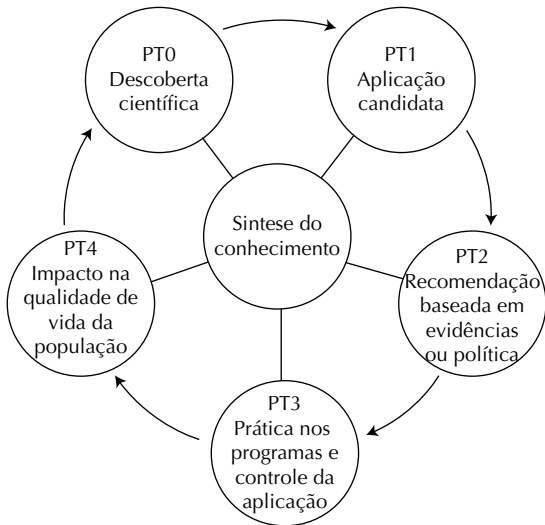 PT0
Descoberta
científica
PT1
Aplicação
candidata
Sintese do
conhecimento
PT2
Recomendação
baseada em
evidências
ou política
PT3
Prática nos
programas e
controle da
aplicação
PT4
Impacto na
qualidade de
vida da
população